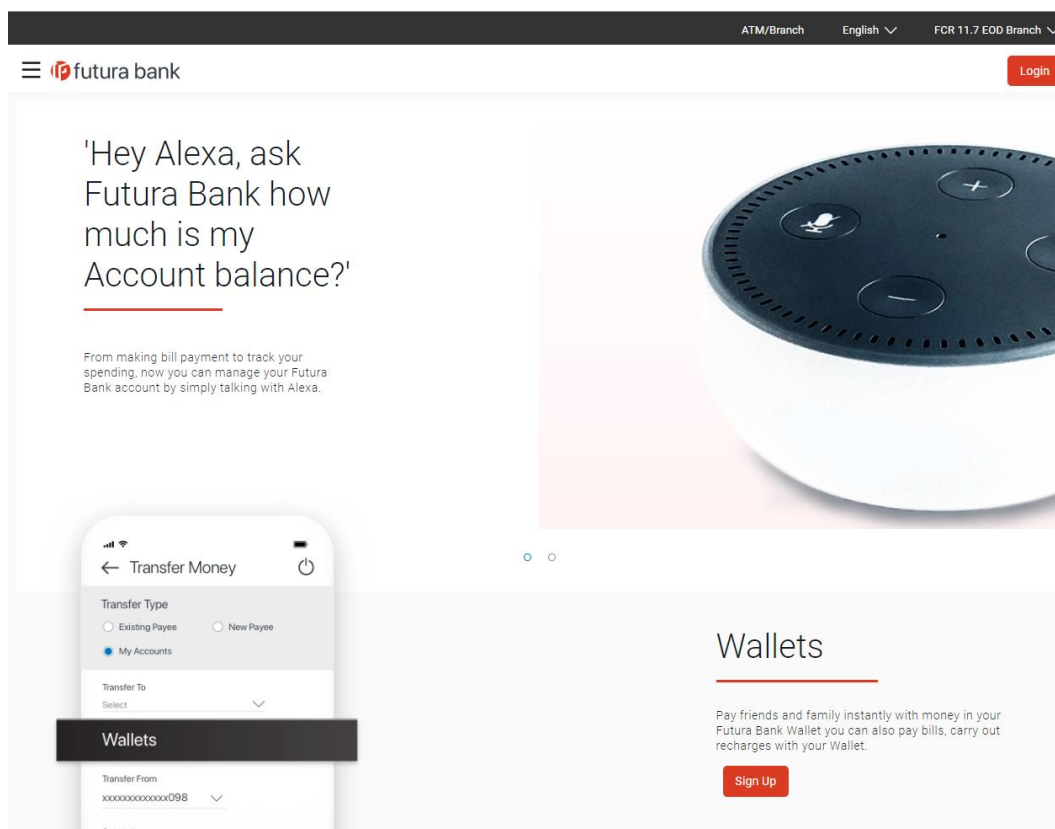 ATM/Branch English FCR 11.7 EOD Branch
futura bank
Login
'Hey Alexa, ask
Futura Bank how
much is my
Account balance?'
From making bill payment to track your
spending, now you can manage your Futura
Bank account by simply talking with Alexa.
Transfer Money
Transfer Type
Existing Payee New Payee
My Accounts
Transfer To
Select
Wallets
Transfer From
xxxxxxxxxxxxx098
Wallets
Pay friends and family instantly with money in your
Futura Bank Wallet you can also pay bills, carry out
recharges with your Wallet.
Sign Up